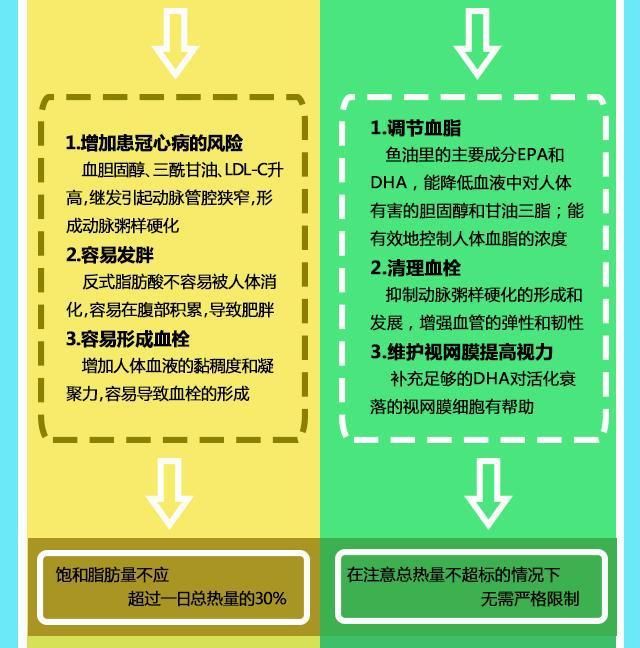 1.增加患冠心病的风险
血胆固醇、三酰甘油、LDL-C升
高,继发引起动脉管腔狭窄,形
成动脉粥样硬化
2.容易发胖
反式脂肪酸不容易被人体消
化,容易在腹部积累,导致肥胖
3.容易形成血栓
增加人体血液的黏稠度和凝
聚力,容易导致血栓的形成
饱和脂肪量不应
超过一日总热量的30%
1.调节血脂
鱼油里的主要成分EPA和
DHA，能降低血液中对人体
有害的胆固醇和甘油三脂；能
有效地控制人体血脂的浓度
2.清理血栓
抑制动脉粥样硬化的形成和
发展，增强血管的弹性和韧性
3.维护视网膜提高视力
补充足够的DHA对活化衰
落的视网膜细胞有帮助
在注意总热量不超标的情况下
无需严格限制